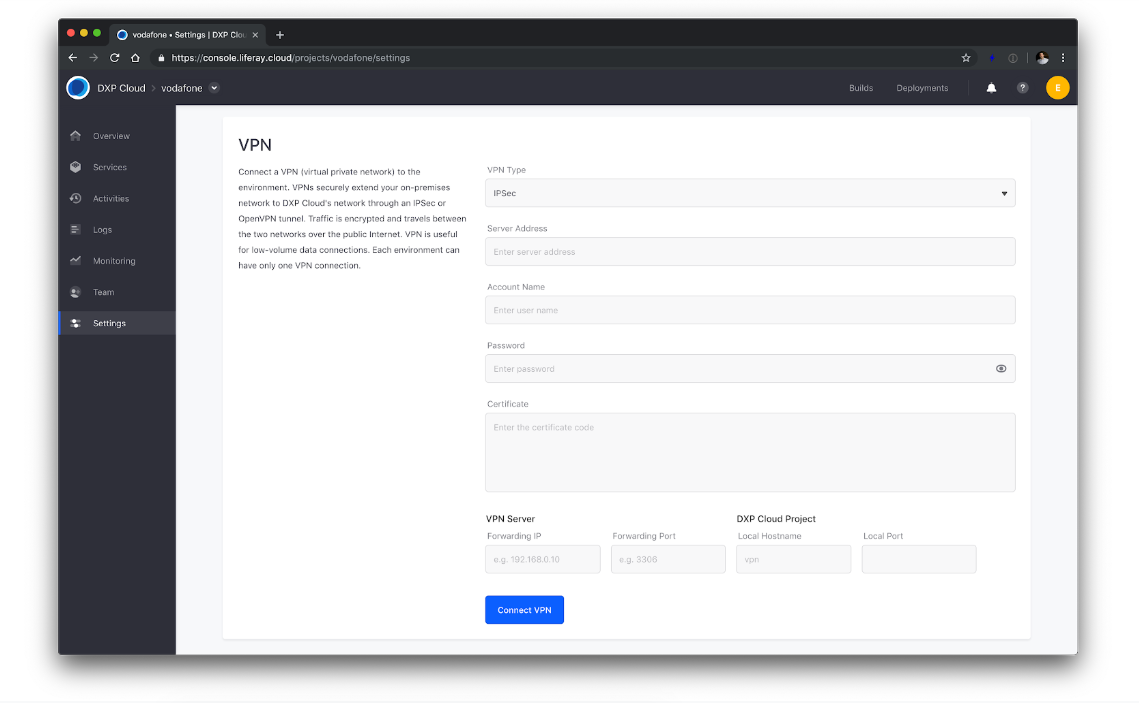 vodafone • Settings | DXP Clou
https://console.liferay.cloud/projects/vodafone/settings
DXP Cloud vodafone Builds Deployments ? E
Overview
Services
Activities
Logs
Monitoring
Team
Settings
VPN
Connect a VPN (virtual private network) to the
environment. VPNs securely extend your on-premises
network to DXP Cloud's network through an IPSec or
OpenVPN tunnel. Traffic is encrypted and travels between
the two networks over the public Internet. VPN is useful
for low-volume data connections. Each environment can
have only one VPN connection.
VPN Type
IPSec
Server Address
Enter server address
Account Name
Enter user name
Password
Enter password
Certificate
Enter the certificate code
VPN Server DXP Cloud Project
Forwarding IP Forwarding Port Local Hostname Local Port
e.g. 192.168.0.10 e.g. 3306 vpn
Connect VPN